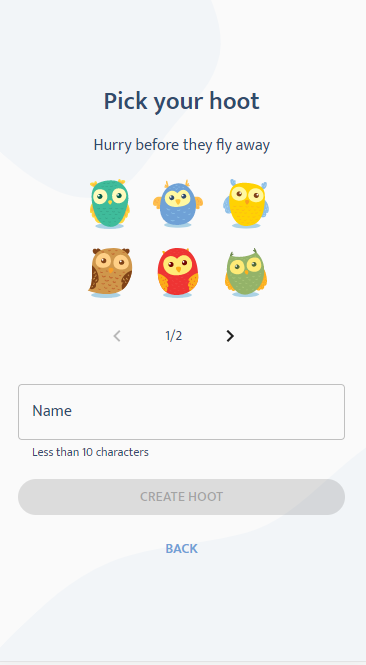 Pick your hoot
Hurry before they fly away
1/2
Name
Less than 10 characters
CREATE HOOT
BACK